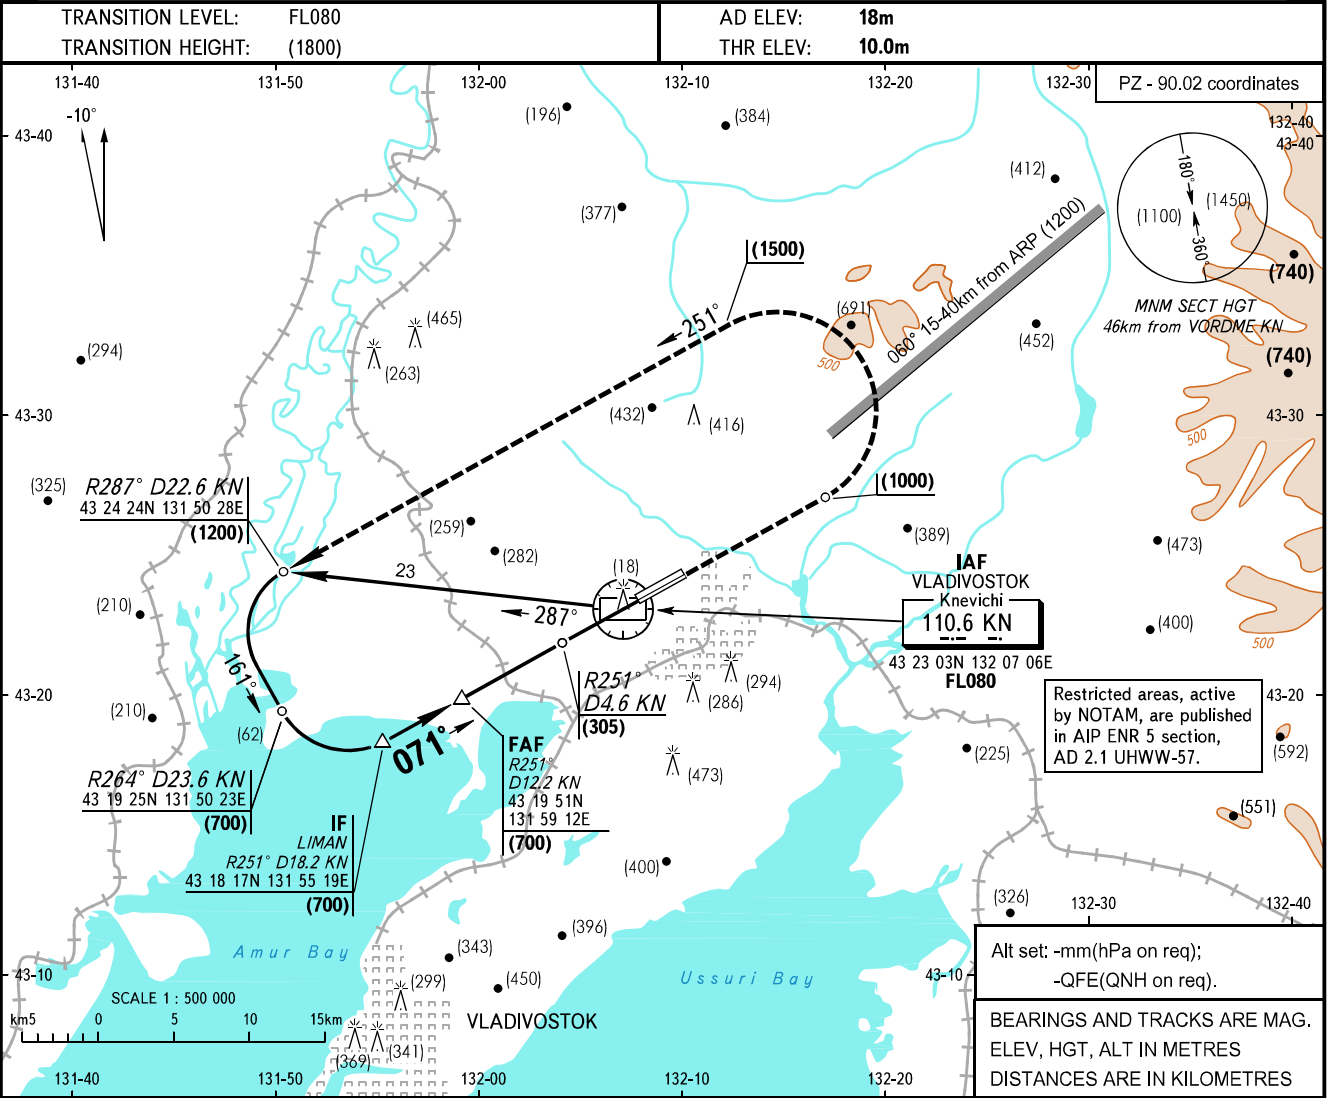 TRANSITION LEVEL: FL080
TRANSITION HEIGHT: (1800)
AD ELEV: 18m
THR ELEV: 10.0m
131-40 131-50 132-00 132-10 132-20 132-30
PZ - 90.02 coordinates
132-40
43-40
43-40
-10°
(196)
(384)
(412)
(377)
180°
(1450)
(1100)
360°
MNM SECT HGT
46km from VORDME KN
(740)
(740)
(1500)
251°
060° 15-40km from ARP (1200)
(691)
500
(452)
(465)
(263)
(294)
(432)
(416)
43-30
43-30
500
500
(325)
R287° D22.6 KN
43 24 24N 131 50 28E
(1200)
(1000)
(259)
(282)
(389)
(473)
(18)
23
287°
IAF
VLADIVOSTOK
Knevichi
110.6 KN
43 23 03N 132 07 06E
FL080
(400)
(210)
(210)
161°
(62)
43-20
43-20
R251°
D4.6 KN
(305)
(294)
(286)
(473)
(225)
Restricted areas, active
by NOTAM, are published
in AIP ENR 5 section,
AD 2.1 UHWW-57.
(592)
(551)
071°
FAF
R251°
D12.2 KN
43 19 51N
131 59 12E
(700)
R264° D23.6 KN
43 19 25N 131 50 23E
(700)
IF
LIMAN
R251° D18.2 KN
43 18 17N 131 55 19E
(700)
(400)
(326)
132-30 132-40
(396)
(343)
(450)
(299)
(369)
(341)
Amur Bay
Ussuri Bay
VLADIVOSTOK
43-10
43-10
SCALE 1 : 500 000
km5 0 5 10 15km
Alt set: -mm(hPa on req);
-QFE(QNH on req).
BEARINGS AND TRACKS ARE MAG.
ELEV, HGT, ALT IN METRES
DISTANCES ARE IN KILOMETRES
131-40 131-50 132-00 132-10 132-20